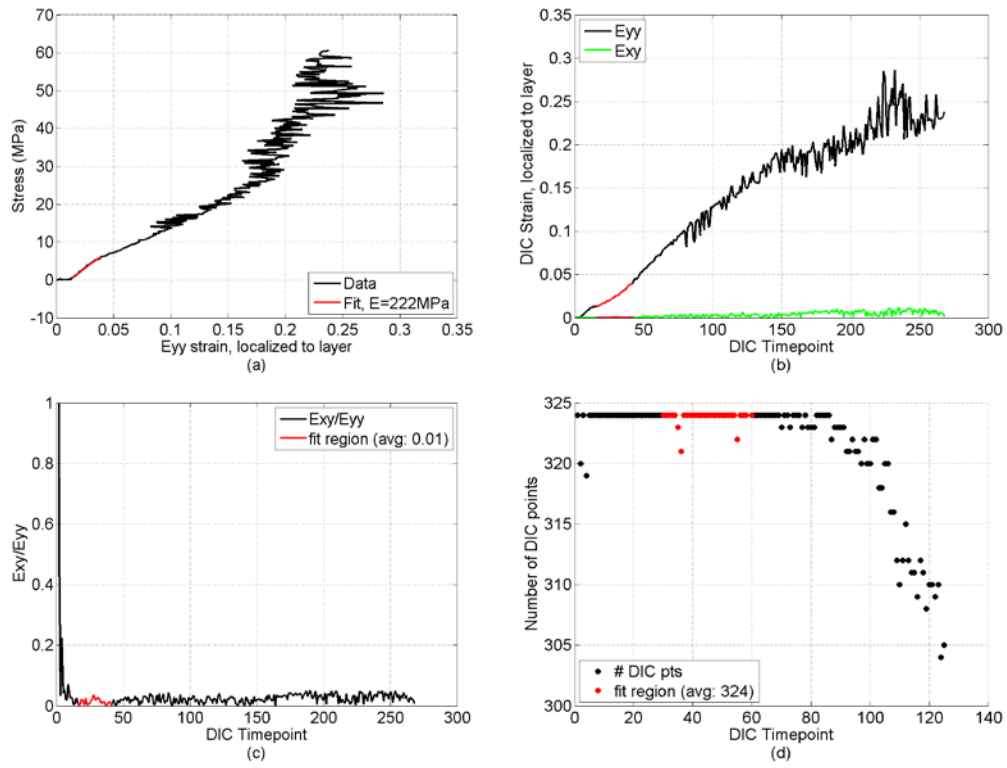 70
60
50
40
30
20
10
0
-10
Stress (MPa)
Data
Fit, E=222MPa
0
0.05
0.1
0.15
0.2
0.25
0.3
0.35
Eyy strain, localized to layer
(a)
0.35
0.3
0.25
0.2
0.15
0.1
0.05
0
DIC Strain, localized to layer
Eyy
Exy
0
50
100
150
200
250
300
DIC Timepoint
(b)
1
0.8
0.6
0.4
0.2
0
Exy/Eyy
Exy/Eyy
fit region (avg: 0.01)
0
50
100
150
200
250
300
DIC Timepoint
(c)
325
320
315
310
305
300
Number of DIC points
# DIC pts
fit region (avg: 324)
0
20
40
60
80
100
120
140
DIC Timepoint
(d)